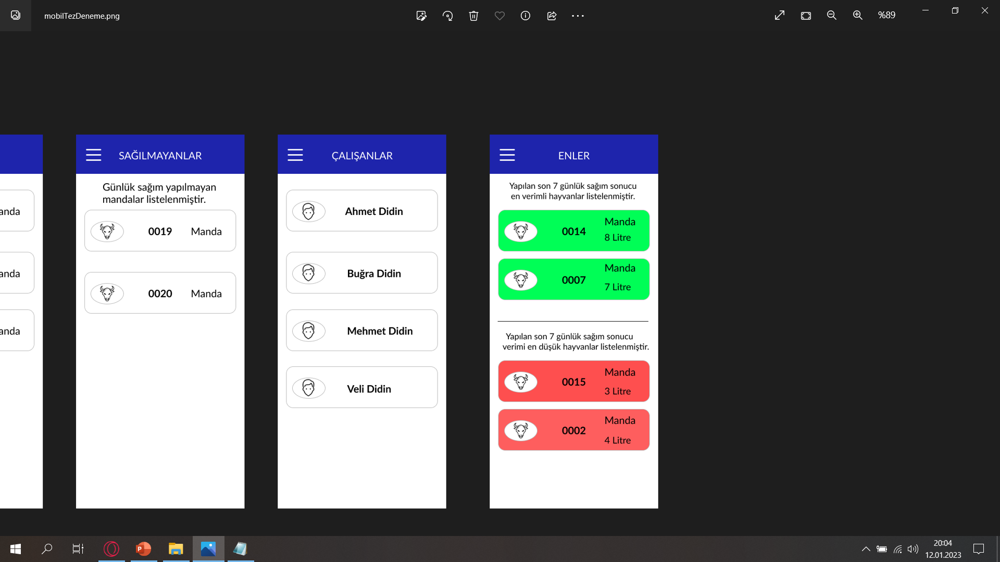 mobilTezDeneme.png
%89
anda
anda
anda
SAĞILMAYANLAR
Günlük sağım yapılmayan
mandalar listelenmiştir.
0019 Manda
0020 Manda
ÇALIŞANLAR
Ahmet Didin
Buğra Didin
Mehmet Didin
Veli Didin
ENLER
Yapılan son 7 günlük sağım sonucu
en verimli hayvanlar listelenmiştir.
0014 Manda
8 Litre
0007 Manda
7 Litre
Yapılan son 7 günlük sağım sonucu
verimi en düşük hayvanlar listelenmiştir.
0015 Manda
3 Litre
0002 Manda
4 Litre
P
20:04
12.01.2023